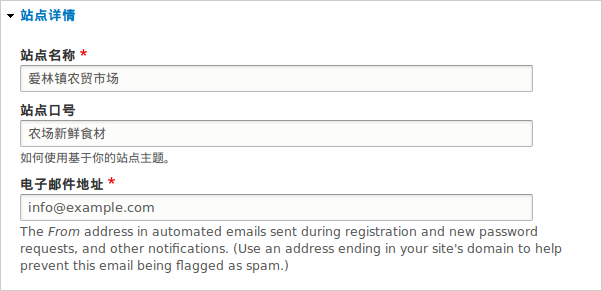 站点详情
站点名称 *
爱林镇农贸市场
站点口号
农场新鲜食材
如何使用基于你的站点主题。
电子邮件地址 *
info@example.com
The From address in automated emails sent during registration and new password
requests, and other notifications. (Use an address ending in your site's domain to help
prevent this email being flagged as spam.)